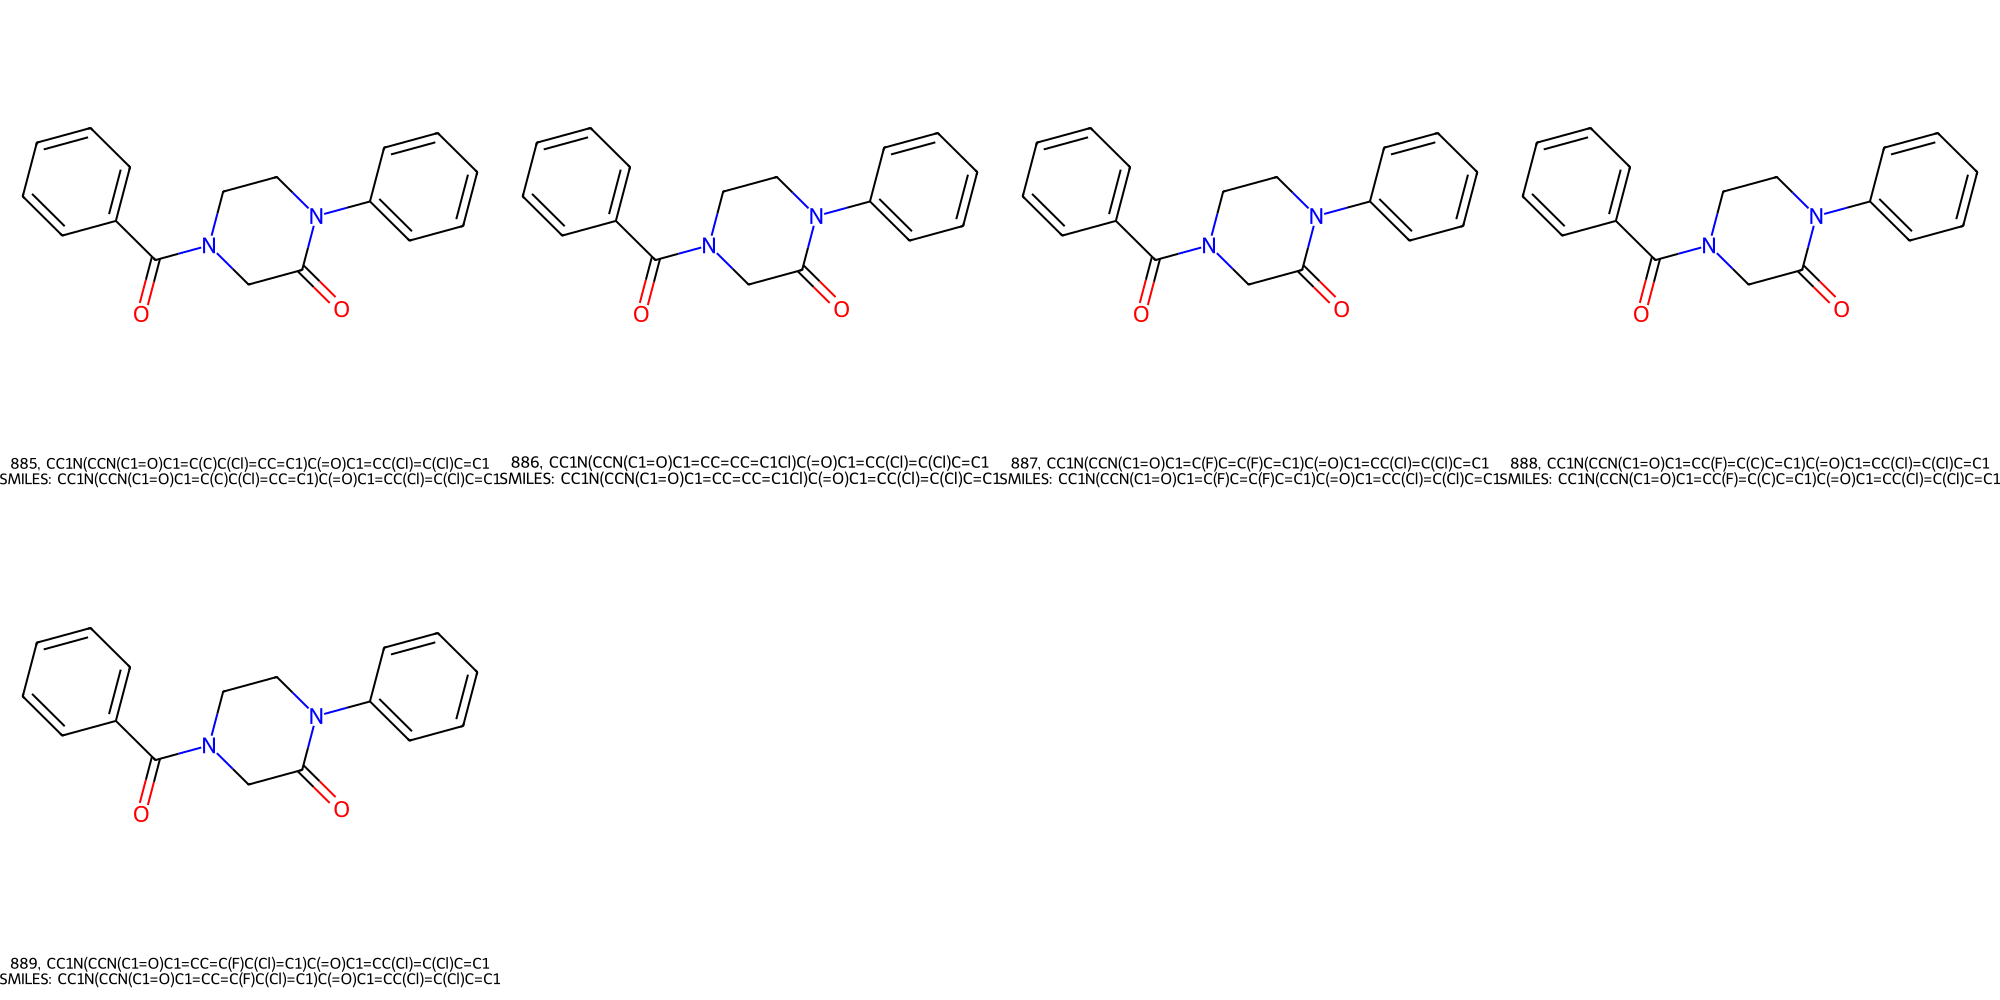 N N O O
N N O O
N N O O
N N O O
885, CC1N(CCN(C1=O)C1=C(C)C(Cl)=CC=C1)C(=O)C1=CC(Cl)=C(Cl)C=C1
SMILES: CC1N(CCN(C1=O)C1=C(C)C(Cl)=CC=C1)C(=O)C1=CC(Cl)=C(Cl)C=C1
886, CC1N(CCN(C1=O)C1=CC=CC=C1Cl)C(=O)C1=CC(Cl)=C(Cl)C=C1
SMILES: CC1N(CCN(C1=O)C1=CC=CC=C1Cl)C(=O)C1=CC(Cl)=C(Cl)C=C1
887, CC1N(CCN(C1=O)C1=C(F)C=C(F)C=C1)C(=O)C1=CC(Cl)=C(Cl)C=C1
SMILES: CC1N(CCN(C1=O)C1=C(F)C=C(F)C=C1)C(=O)C1=CC(Cl)=C(Cl)C=C1
888, CC1N(CCN(C1=O)C1=CC(F)=C(C)C=C1)C(=O)C1=CC(Cl)=C(Cl)C=C1
SMILES: CC1N(CCN(C1=O)C1=CC(F)=C(C)C=C1)C(=O)C1=CC(Cl)=C(Cl)C=C1
N N O O
889, CC1N(CCN(C1=O)C1=CC=C(F)C(Cl)=C1)C(=O)C1=CC(Cl)=C(Cl)C=C1
SMILES: CC1N(CCN(C1=O)C1=CC=C(F)C(Cl)=C1)C(=O)C1=CC(Cl)=C(Cl)C=C1